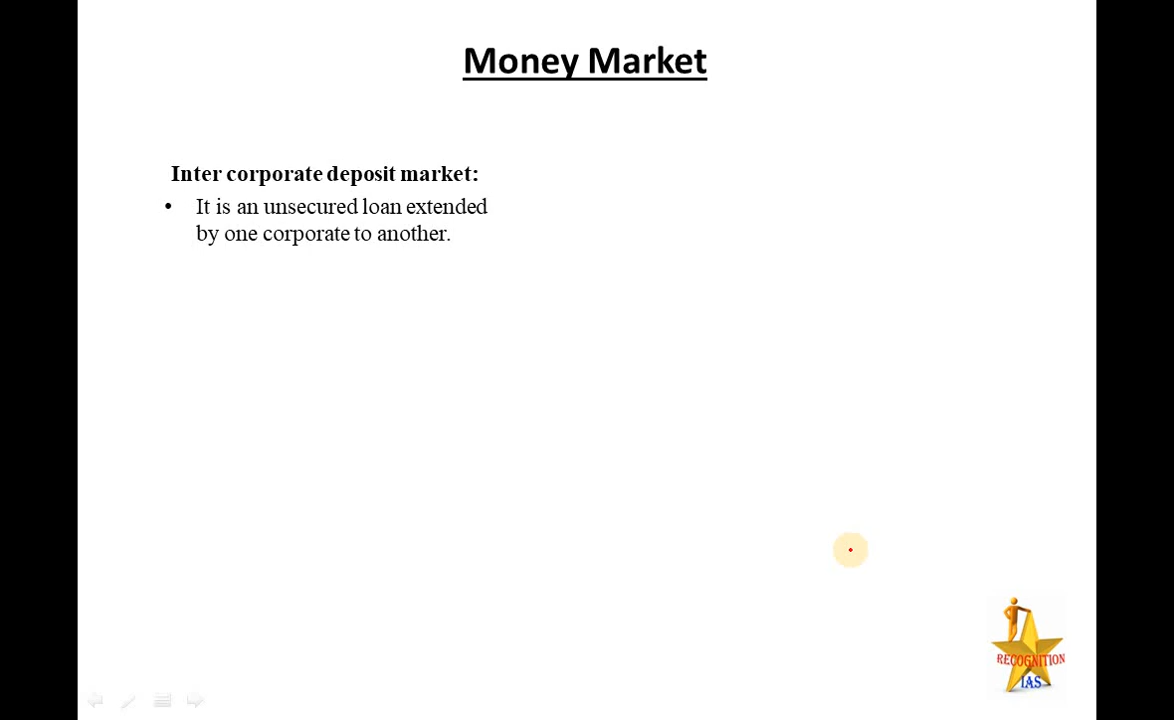 Money Market
Inter corporate deposit market:
• It is an unsecured loan extended
by one corporate to another.
RECOGNITION
IAS